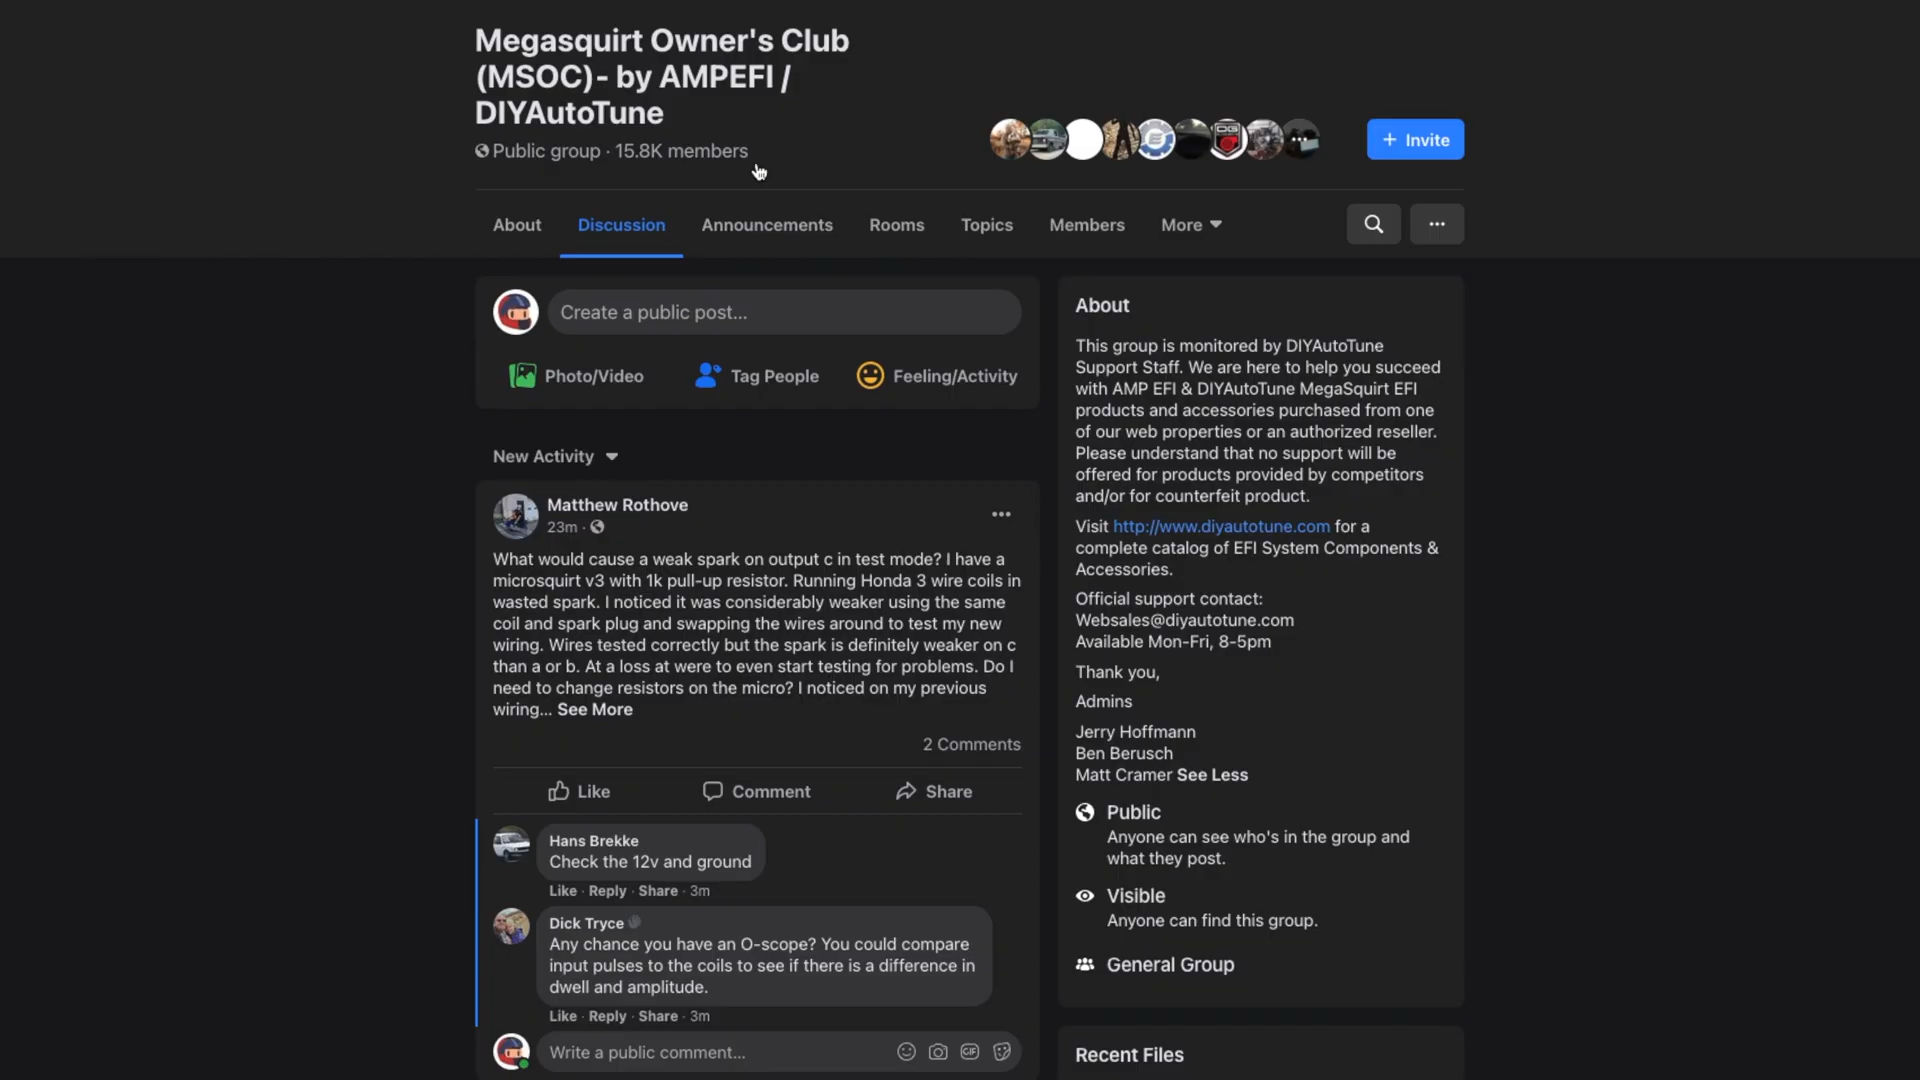 Megasquirt Owner's Club
(MSOC)- by AMPEFI /
DIYAutoTune
Public group · 15.8K members
+ Invite
About
Discussion
Announcements
Rooms
Topics
Members
More
Create a public post...
Photo/Video
Tag People
Feeling/Activity
New Activity
Matthew Rothove
23m ·
What would cause a weak spark on output c in test mode? I have a
microsquirt v3 with 1k pull-up resistor. Running Honda 3 wire coils in
wasted spark. I noticed it was considerably weaker using the same
coil and spark plug and swapping the wires around to test my new
wiring. Wires tested correctly but the spark is definitely weaker on c
than a or b. At a loss at were to even start testing for problems. Do I
need to change resistors on the micro? I noticed on my previous
wiring... See More
2 Comments
Like
Comment
Share
Hans Brekke
Check the 12v and ground
Like · Reply · Share · 3m
Dick Tryce
Any chance you have an O-scope? You could compare
input pulses to the coils to see if there is a difference in
dwell and amplitude.
Like · Reply · Share · 3m
Write a public comment...
GIF
About
This group is monitored by DIYAutoTune
Support Staff. We are here to help you succeed
with AMP EFI & DIYAutoTune MegaSquirt EFI
products and accessories purchased from one
of our web properties or an authorized reseller.
Please understand that no support will be
offered for products provided by competitors
and/or for counterfeit product.
Visit http://www.diyautotune.com for a
complete catalog of EFI System Components &
Accessories.
Official support contact:
Websales@diyautotune.com
Available Mon-Fri, 8-5pm
Thank you,
Admins
Jerry Hoffmann
Ben Berusch
Matt Cramer See Less
Public
Anyone can see who's in the group and
what they post.
Visible
Anyone can find this group.
General Group
Recent Files